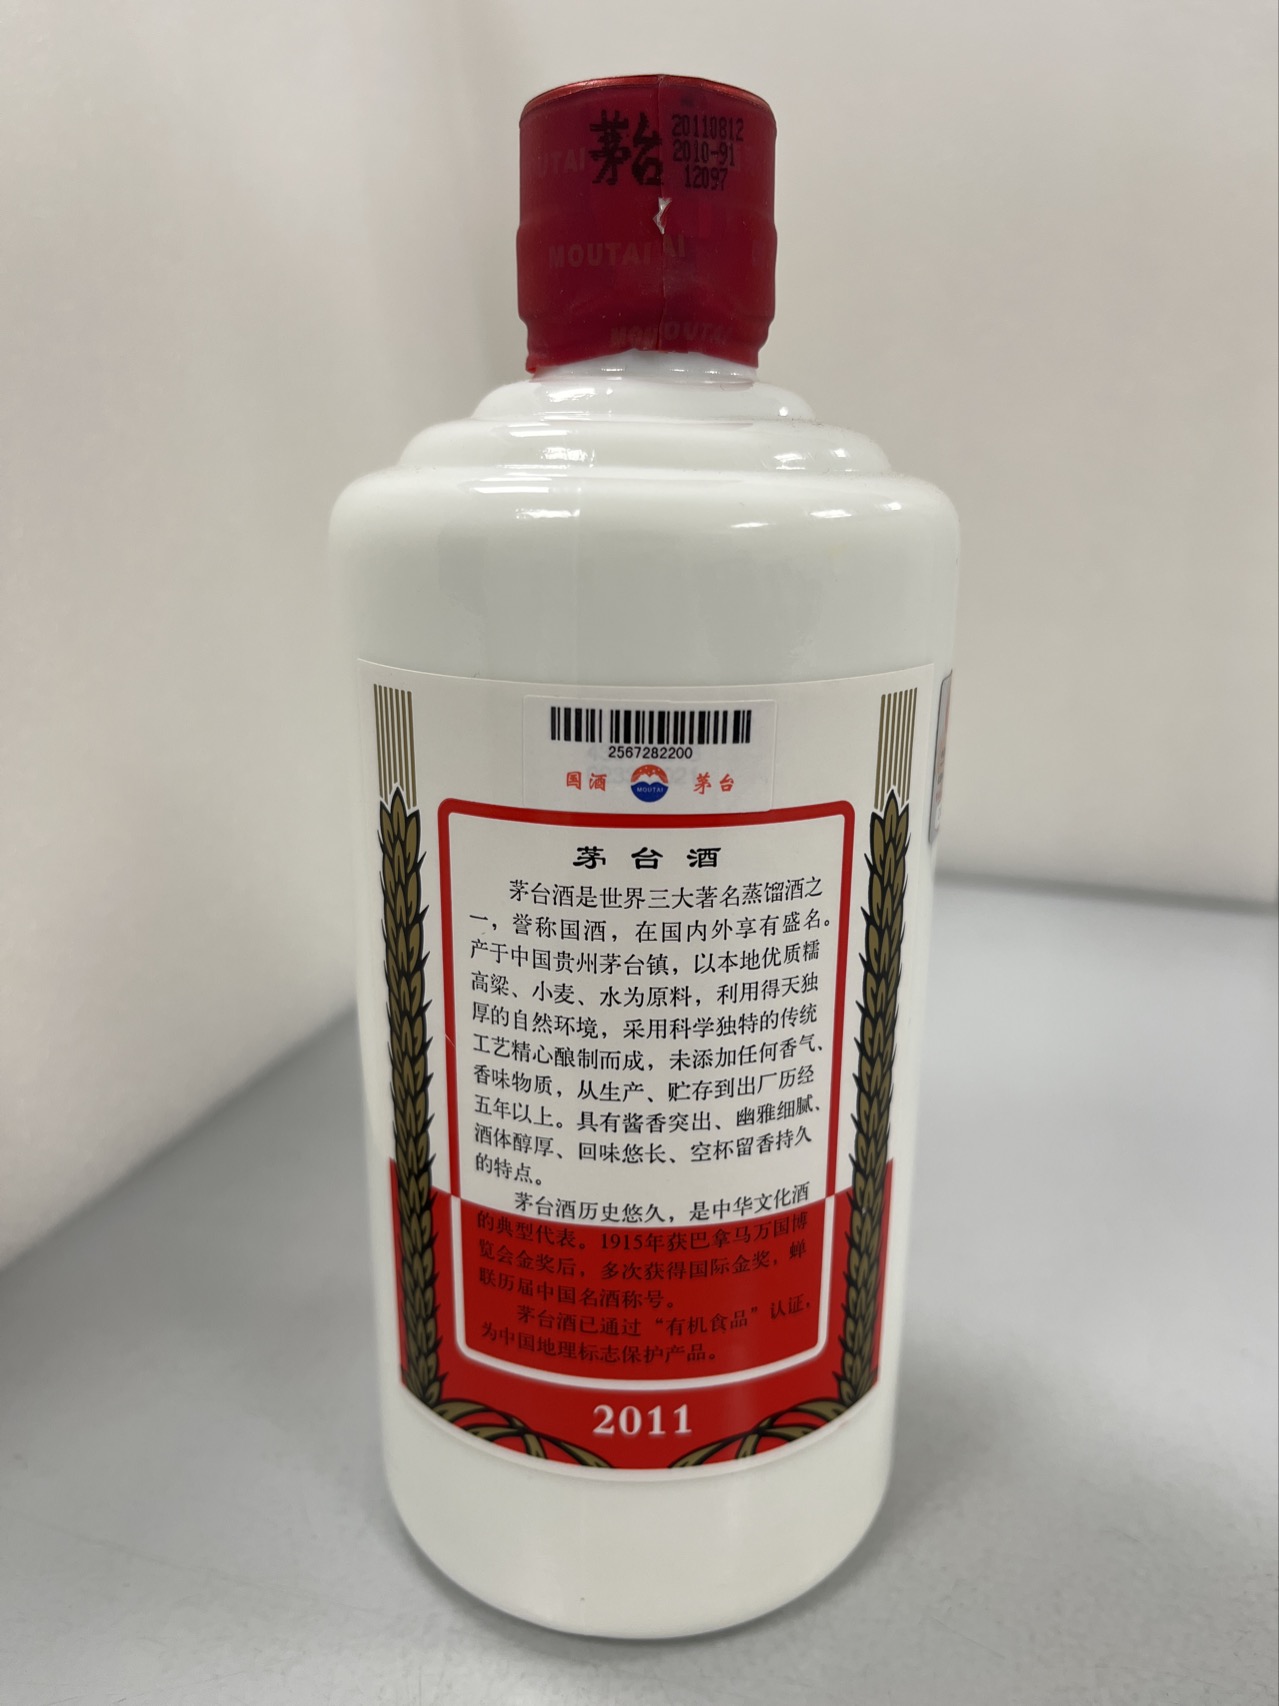 茅台
20110812
2010-91
12097
MOUTAI
MOUTAI
2567282200
国酒 MOUTAI 茅台
茅台酒
茅台酒是世界三大著名蒸馏酒之
一，誉称国酒，在国内外享有盛名。
产于中国贵州茅台镇，以本地优质糯
高粱、小麦、水为原料，利用得天独
厚的自然环境，采用科学独特的传统
工艺精心酿制而成，未添加任何香气、
香味物质，从生产、贮存到出厂历经
五年以上。具有酱香突出、幽雅细腻、
酒体醇厚、回味悠长、空杯留香持久
的特点。
茅台酒历史悠久，是中华文化酒
的典型代表。1915年获巴拿马万国博
览会金奖后，多次获得国际金奖，蝉
联历届中国名酒称号。
茅台酒已通过“有机食品”认证，
为中国地理标志保护产品。
2011